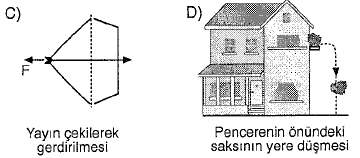 C)
D)
F
Yayın çekilerek
gerdirilmesi
Pencerenin önündeki
saksının yere düşmesi